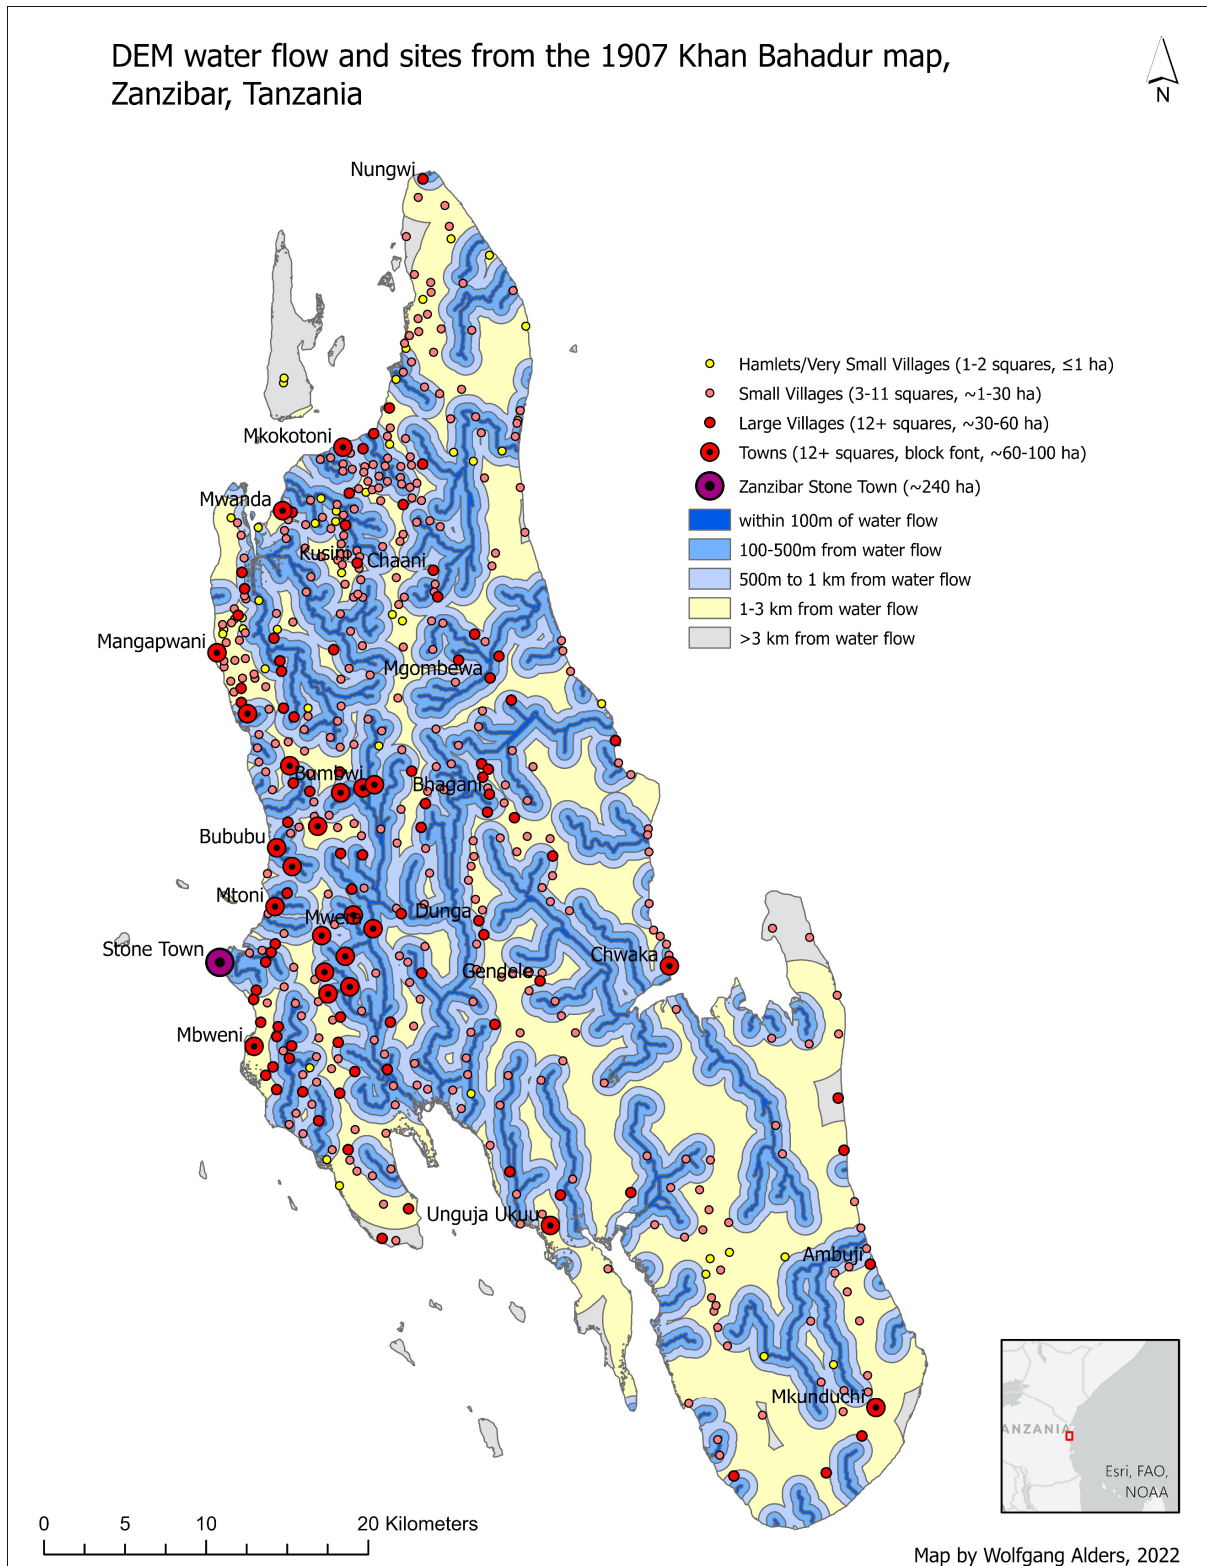 DEM water flow and sites from the 1907 Khan Bahadur map,
Zanzibar, Tanzania
N
Nungwi
Hamlets/Very Small Villages (1-2 squares, ≤1 ha)
Small Villages (3-11 squares, ~1-30 ha)
Large Villages (12+ squares, ~30-60 ha)
Towns (12+ squares, block font, ~60-100 ha)
Zanzibar Stone Town (~240 ha)
within 100m of water flow
100-500m from water flow
500m to 1 km from water flow
1-3 km from water flow
>3 km from water flow
Mkokotoni
Mwanda
Kusini
Chaani
Mangapwani
Mgombewa
Bumbwi
Bhagani
Bububu
Mtoni
Mwera
Dunga
Stone Town
Gendele
Chwaka
Mbweni
Unguja Ukuu
Ambuji
Mkunduchi
ANZANIA
Esri, FAO,
NOAA
0 5 10 20 Kilometers
Map by Wolfgang Alders, 2022